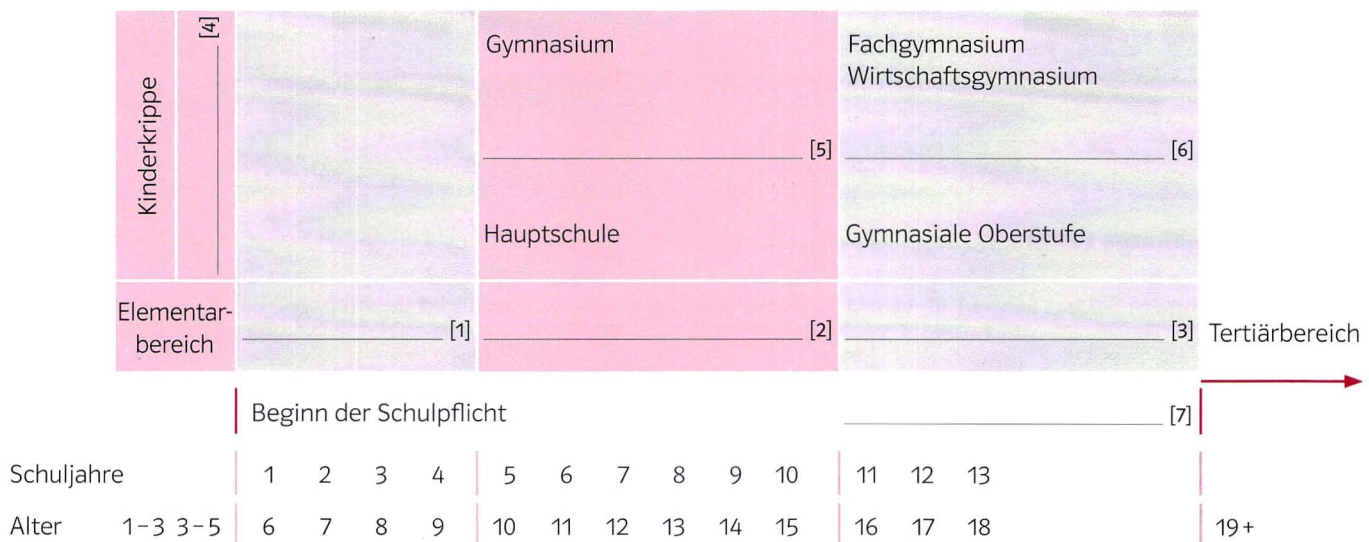 Kinderkrippe
[4]
Gymnasium
[5]
Hauptschule
Fachgymnasium
Wirtschaftsgymnasium
[6]
Gymnasiale Oberstufe
Elementar-
bereich
[1]
[2]
[3]
Tertiärbereich
Beginn der Schulpflicht
[7]
Schuljahre 1 2 3 4 5 6 7 8 9 10 11 12 13
Alter 1–3 3–5 6 7 8 9 10 11 12 13 14 15 16 17 18 19+